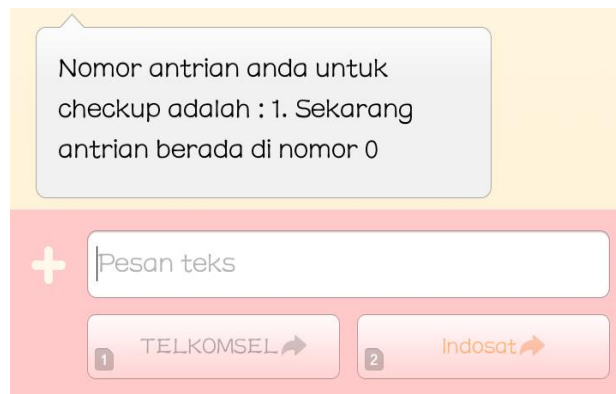 Nomor antrian anda untuk
checkup adalah : 1. Sekarang
antrian berada di nomor 0
Pesan teks
1 TELKOMSEL
2 Indosat